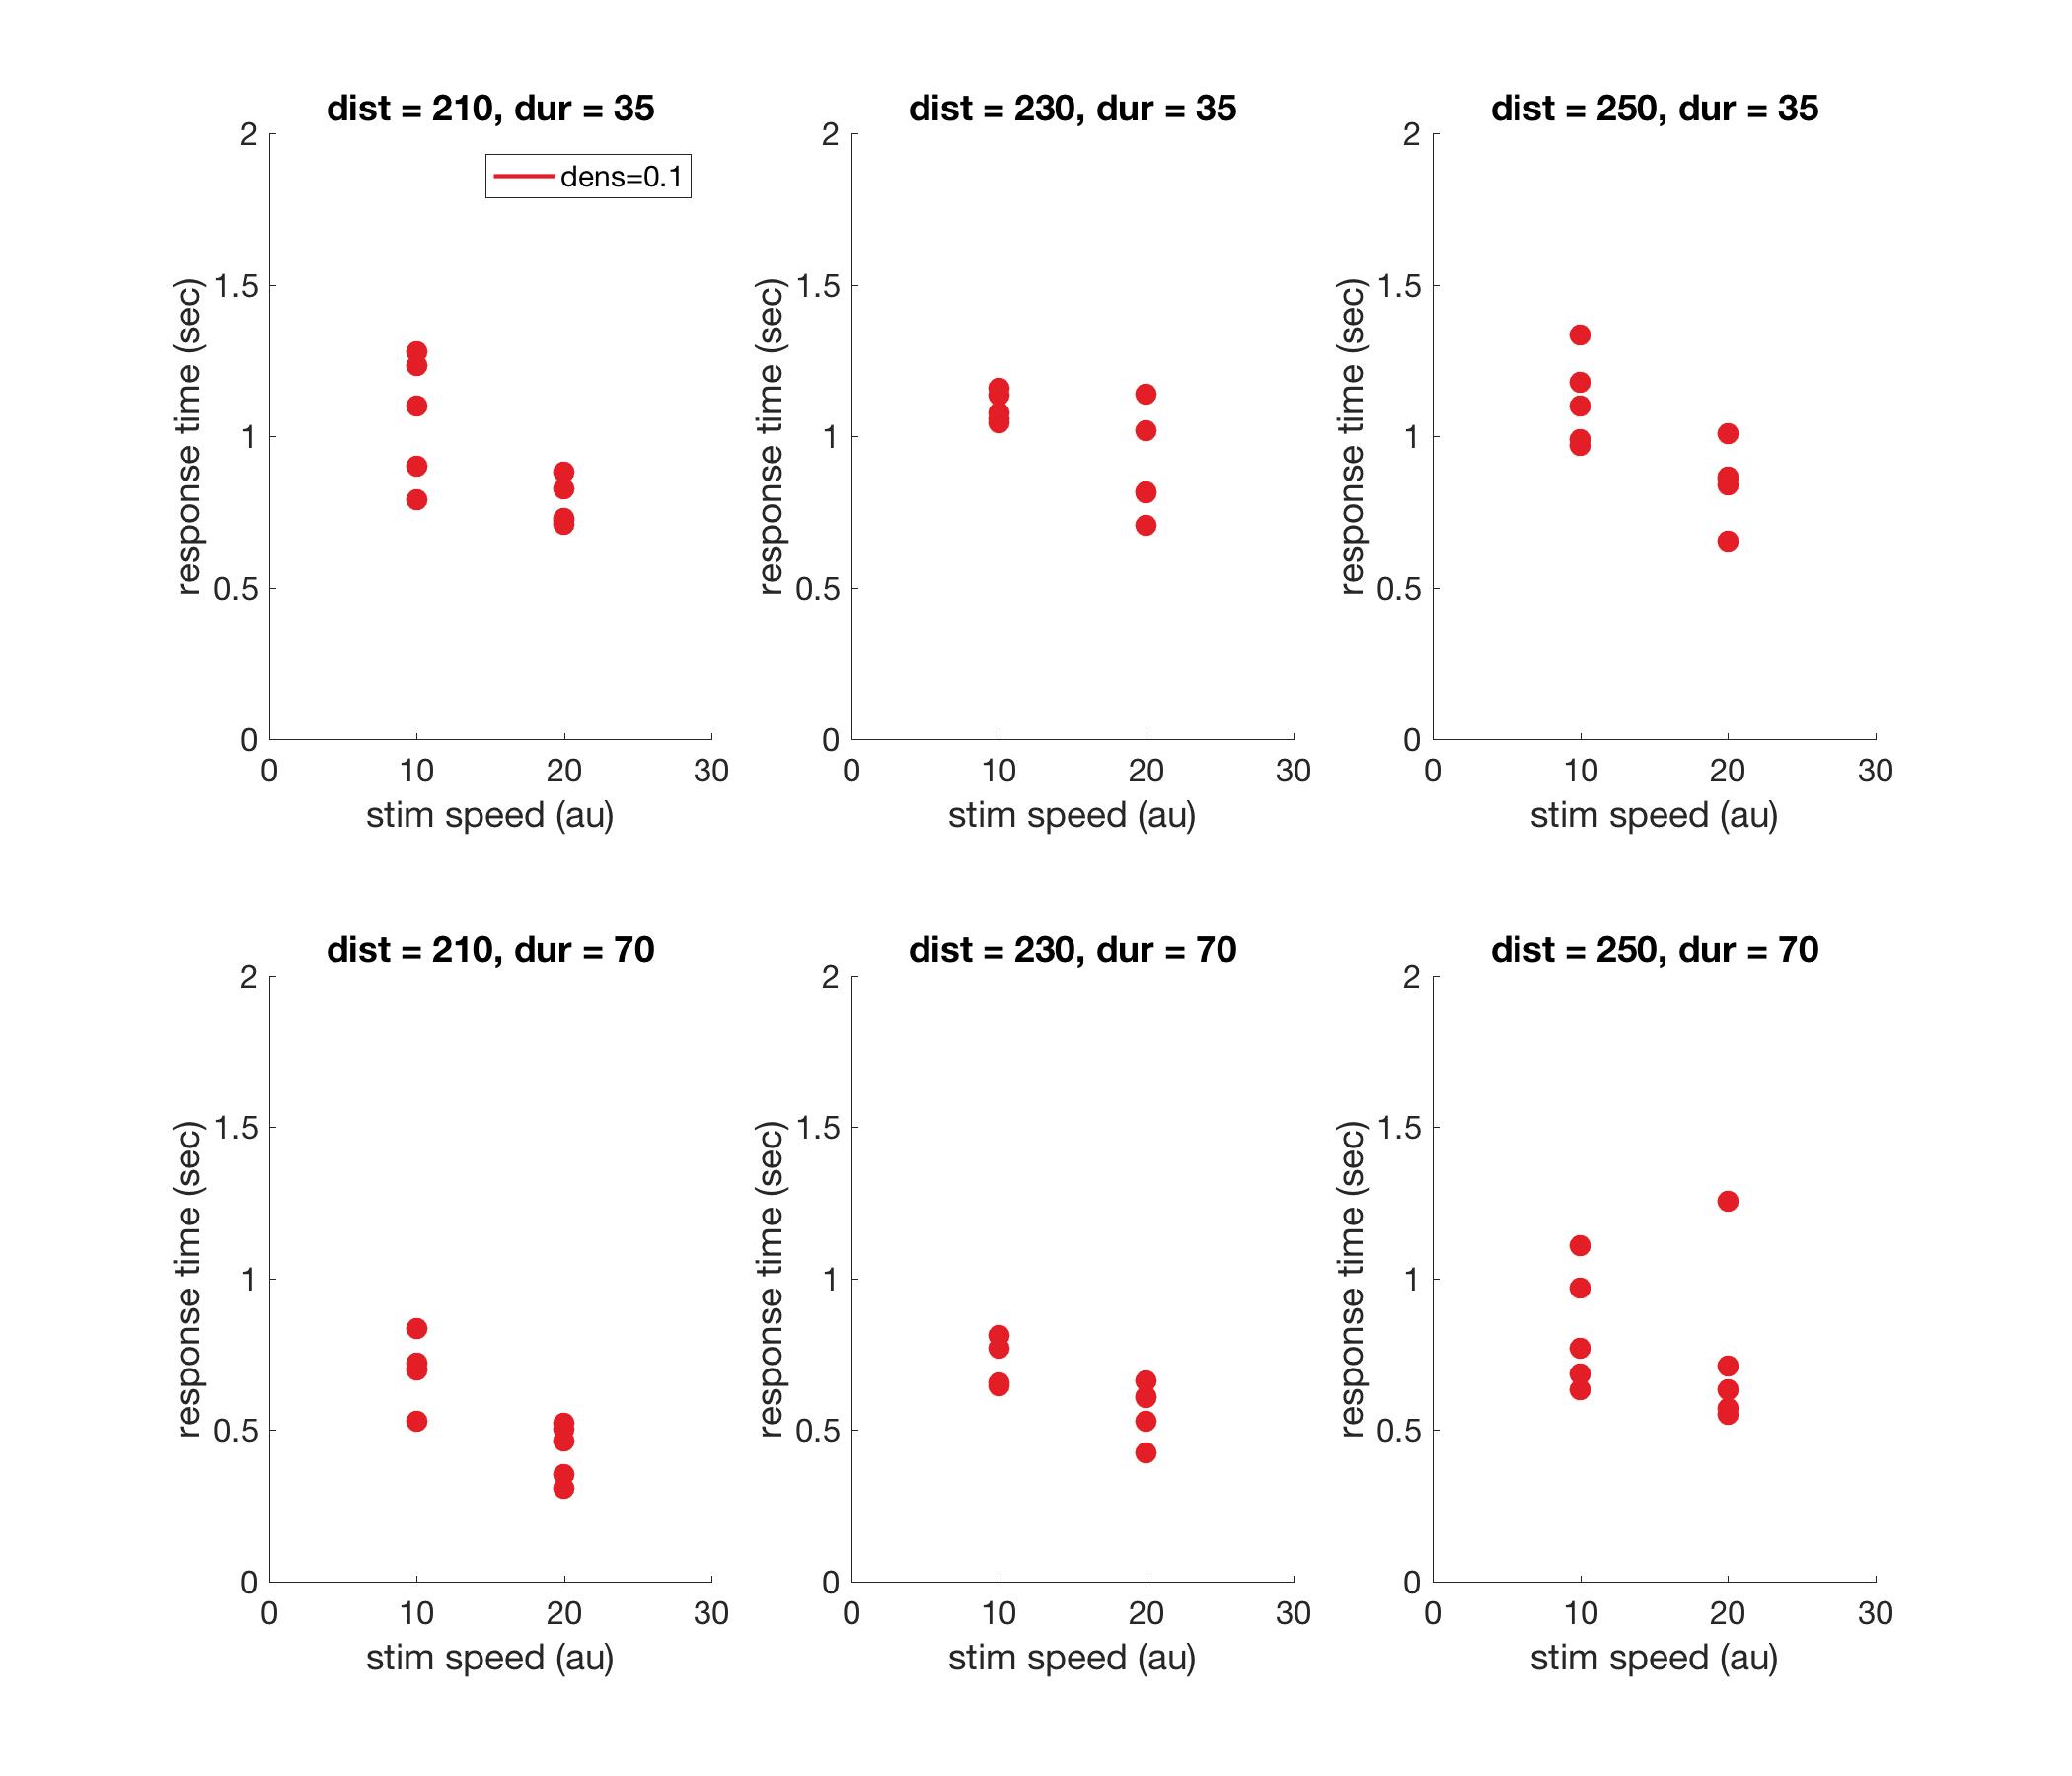 dist = 210, dur = 35
2
1.5
1
0.5
0
dens=0.1
response time (sec)
0 10 20 30
stim speed (au)
dist = 230, dur = 35
2
1.5
1
0.5
0
response time (sec)
0 10 20 30
stim speed (au)
dist = 250, dur = 35
2
1.5
1
0.5
0
response time (sec)
0 10 20 30
stim speed (au)
dist = 210, dur = 70
2
1.5
1
0.5
0
response time (sec)
0 10 20 30
stim speed (au)
dist = 230, dur = 70
2
1.5
1
0.5
0
response time (sec)
0 10 20 30
stim speed (au)
dist = 250, dur = 70
2
1.5
1
0.5
0
response time (sec)
0 10 20 30
stim speed (au)